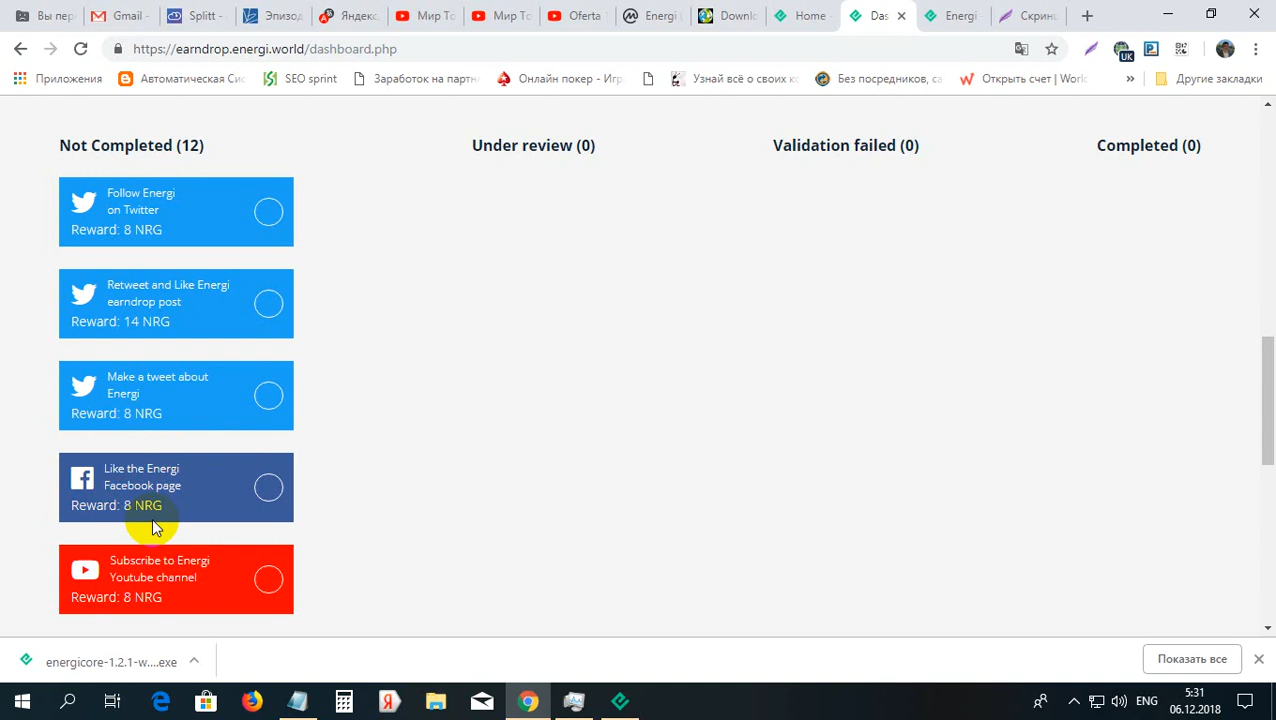 Вы пер
Gmail -
Splitt -
Эпизод
Яндекс
Мир То
Мир То
Oferta
Energi
Downlo
Home -
Das
Energi
Скринш
https://earndrop.energi.world/dashboard.php
UK
Приложения
Автоматическая Сис
SEO sprint
Заработок на партн
Онлайн покер - Игр
Узнай всё о своих к
Без посредников, са
Открыть счет | World
»
Другие закладки
Not Completed (12)
Under review (0)
Validation failed (0)
Completed (0)
Follow Energi
on Twitter
Reward: 8 NRG
Retweet and Like Energi
earndrop post
Reward: 14 NRG
Make a tweet about
Energi
Reward: 8 NRG
Like the Energi
Facebook page
Reward: 8 NRG
Subscribe to Energi
Youtube channel
Reward: 8 NRG
energicore-1.2.1-w....exe
Показать все
ENG
5:31
06.12.2018